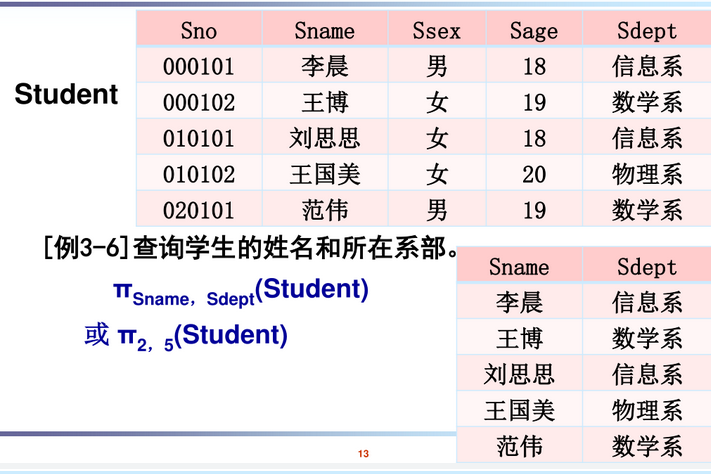 Sno Sname Ssex Sage Sdept
000101 李晨 男 18 信息系
Student
000102 王博 女 19 数学系
010101 刘思思 女 18 信息系
010102 王国美 女 20 物理系
020101 范伟 男 19 数学系
[例3-6]查询学生的姓名和所在系部。
πSname，Sdept(Student)
或 π2，5(Student)
Sname Sdept
李晨 信息系
王博 数学系
刘思思 信息系
王国美 物理系
范伟 数学系
13